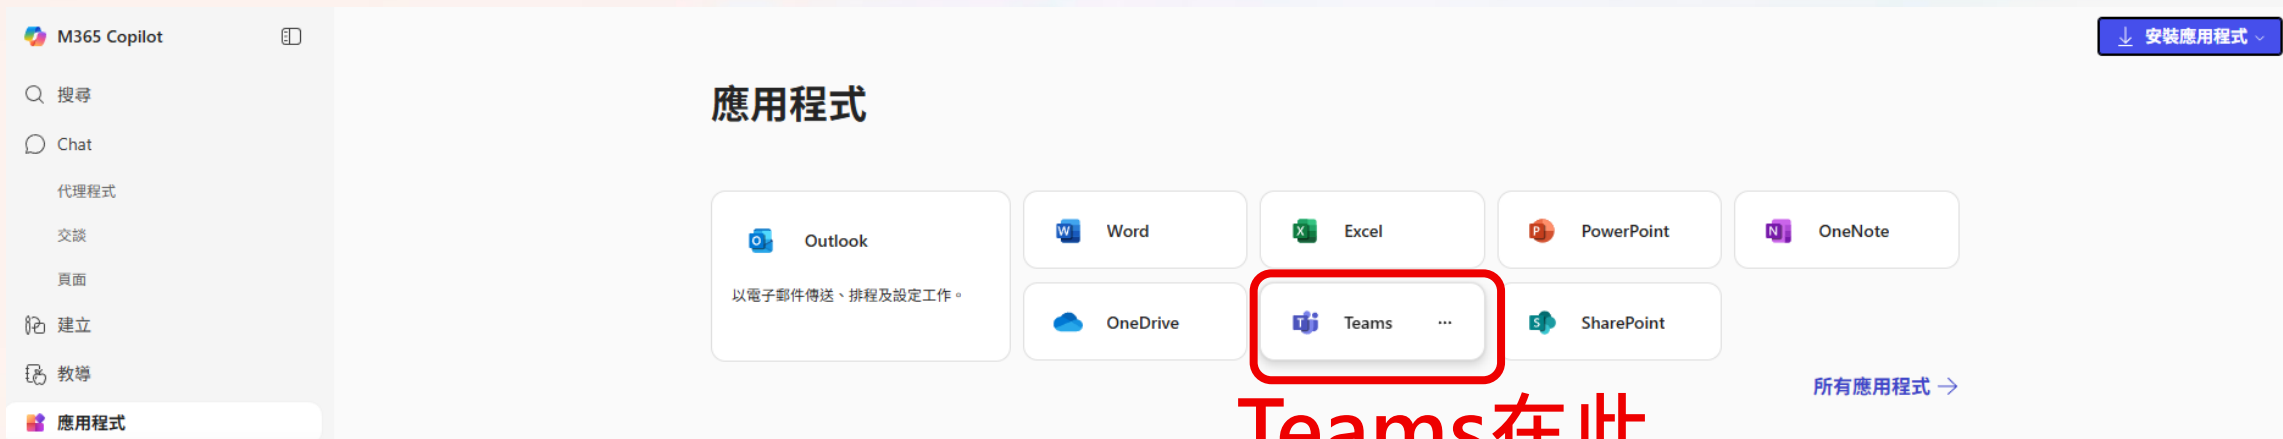 M365 Copilot
安裝應用程式
搜尋
Chat
代理程式
交談
頁面
建立
教導
應用程式
應用程式
Outlook
以電子郵件傳送、排程及設定工作。
Word
Excel
PowerPoint
OneNote
OneDrive
Teams
SharePoint
所有應用程式
Teams在此